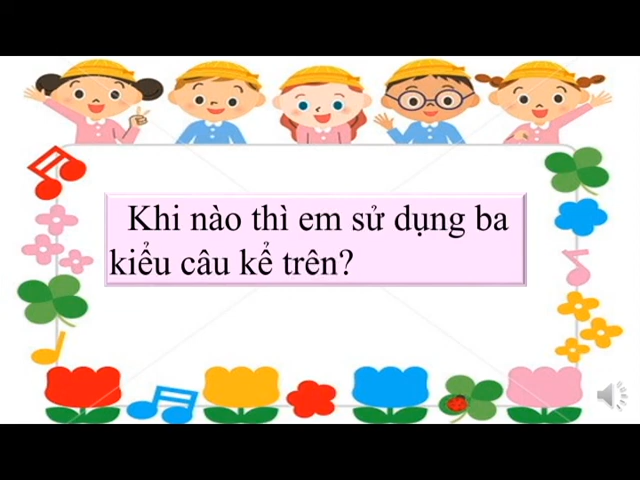 Khi nào thì em sử dụng ba
kiểu câu kể trên?